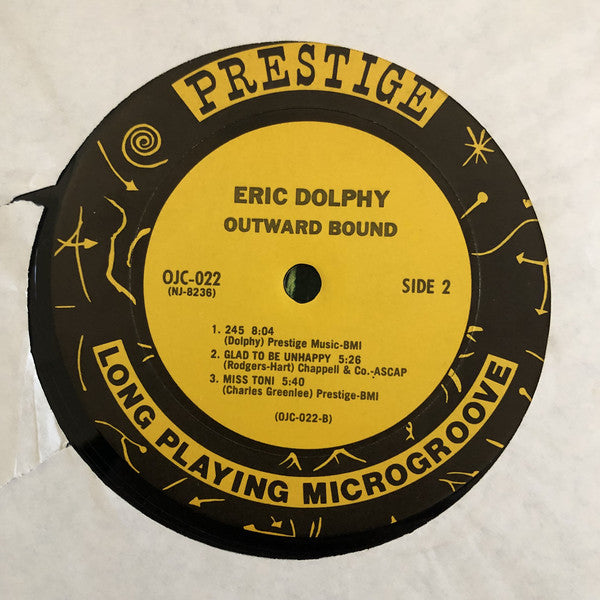 PRESTIGE
ERIC DOLPHY
OUTWARD BOUND
OJC-022
(NJ-8236)
SIDE 2
1. 245 8:04
(Dolphy) Prestige Music-BMI
2. GLAD TO BE UNHAPPY 5:26
(Rodgers-Hart) Chappell & Co.-ASCAP
3. MISS TONI 5:40
(Charles Greenlee) Prestige-BMI
(OJC-022-B)
LONG PLAYING MICROGROOVE